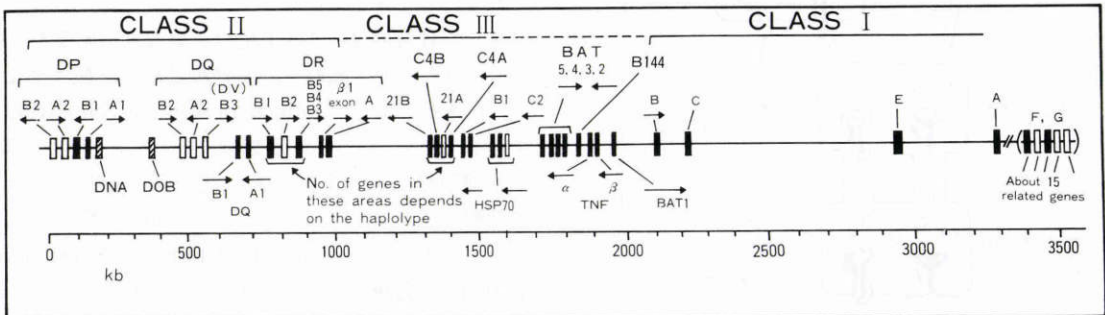 CLASS II CLASS III CLASS I
DP DQ DR C4B C4A BAT B144
(DV) B5 β1 5, 4, 3, 2
B4 exon
B2 A2 B1 A1 B2 A2 B3 B1 B2 B3 A 21B 21A B1 C2 B C E A F, G
DNA DOB B1 A1 No. of genes in HSP70 α β BAT1 About 15
DQ these areas depends TNF related genes
on the haplolype
0 500 1000 1500 2000 2500 3000 3500
kb